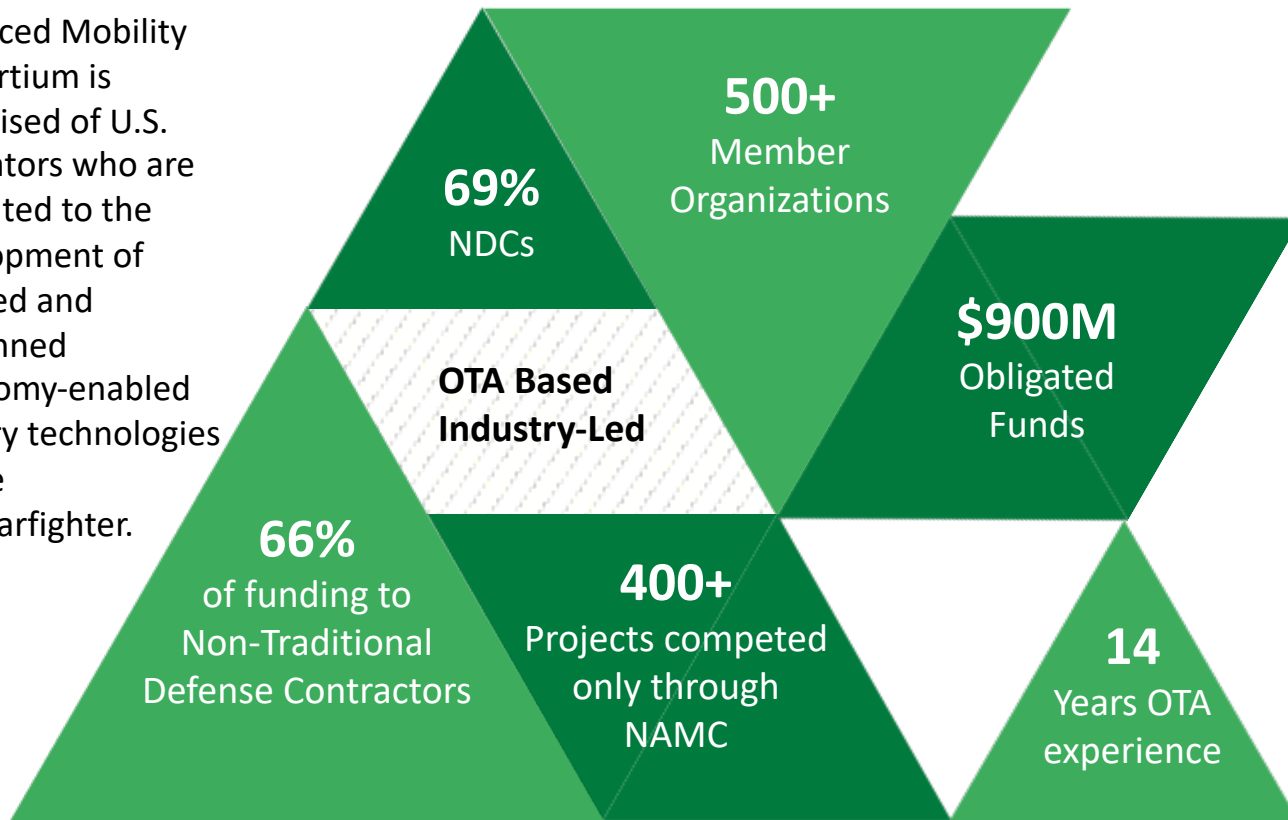 ced Mobility
rtium is
ised of U.S.
ators who are
ted to the
opment of
ed and
nned
omy-enabled
ry technologies
e
arfighter.
500+
Member
Organizations
69%
NDCs
$900M
Obligated
Funds
OTA Based
Industry-Led
66%
of funding to
Non-Traditional
Defense Contractors
400+
Projects competed
only through
NAMC
14
Years OTA
experience